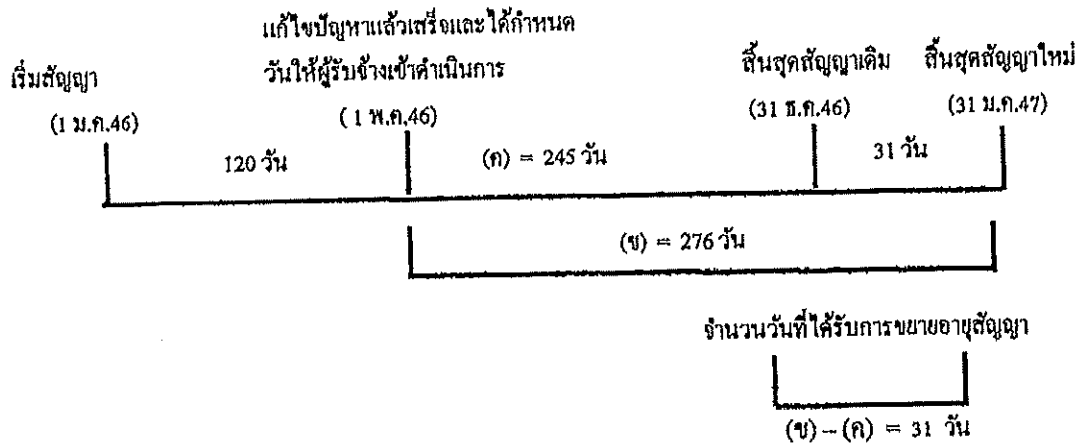 แก้ไขปัญหาแล้วเสร็จและได้กำหนด
วันให้ผู้รับจ้างเข้าดำเนินการ
เริ่มสัญญา
สิ้นสุดสัญญาเดิม
สิ้นสุดสัญญาใหม่
(1 ม.ค.46)
(1 พ.ค.46)
(31 ธ.ค.46)
(31 ม.ค.47)
120 วัน
(ค) = 245 วัน
31 วัน
(ข) = 276 วัน
จำนวนวันที่ได้รับการขยายอายุสัญญา
(ข) – (ค) = 31 วัน